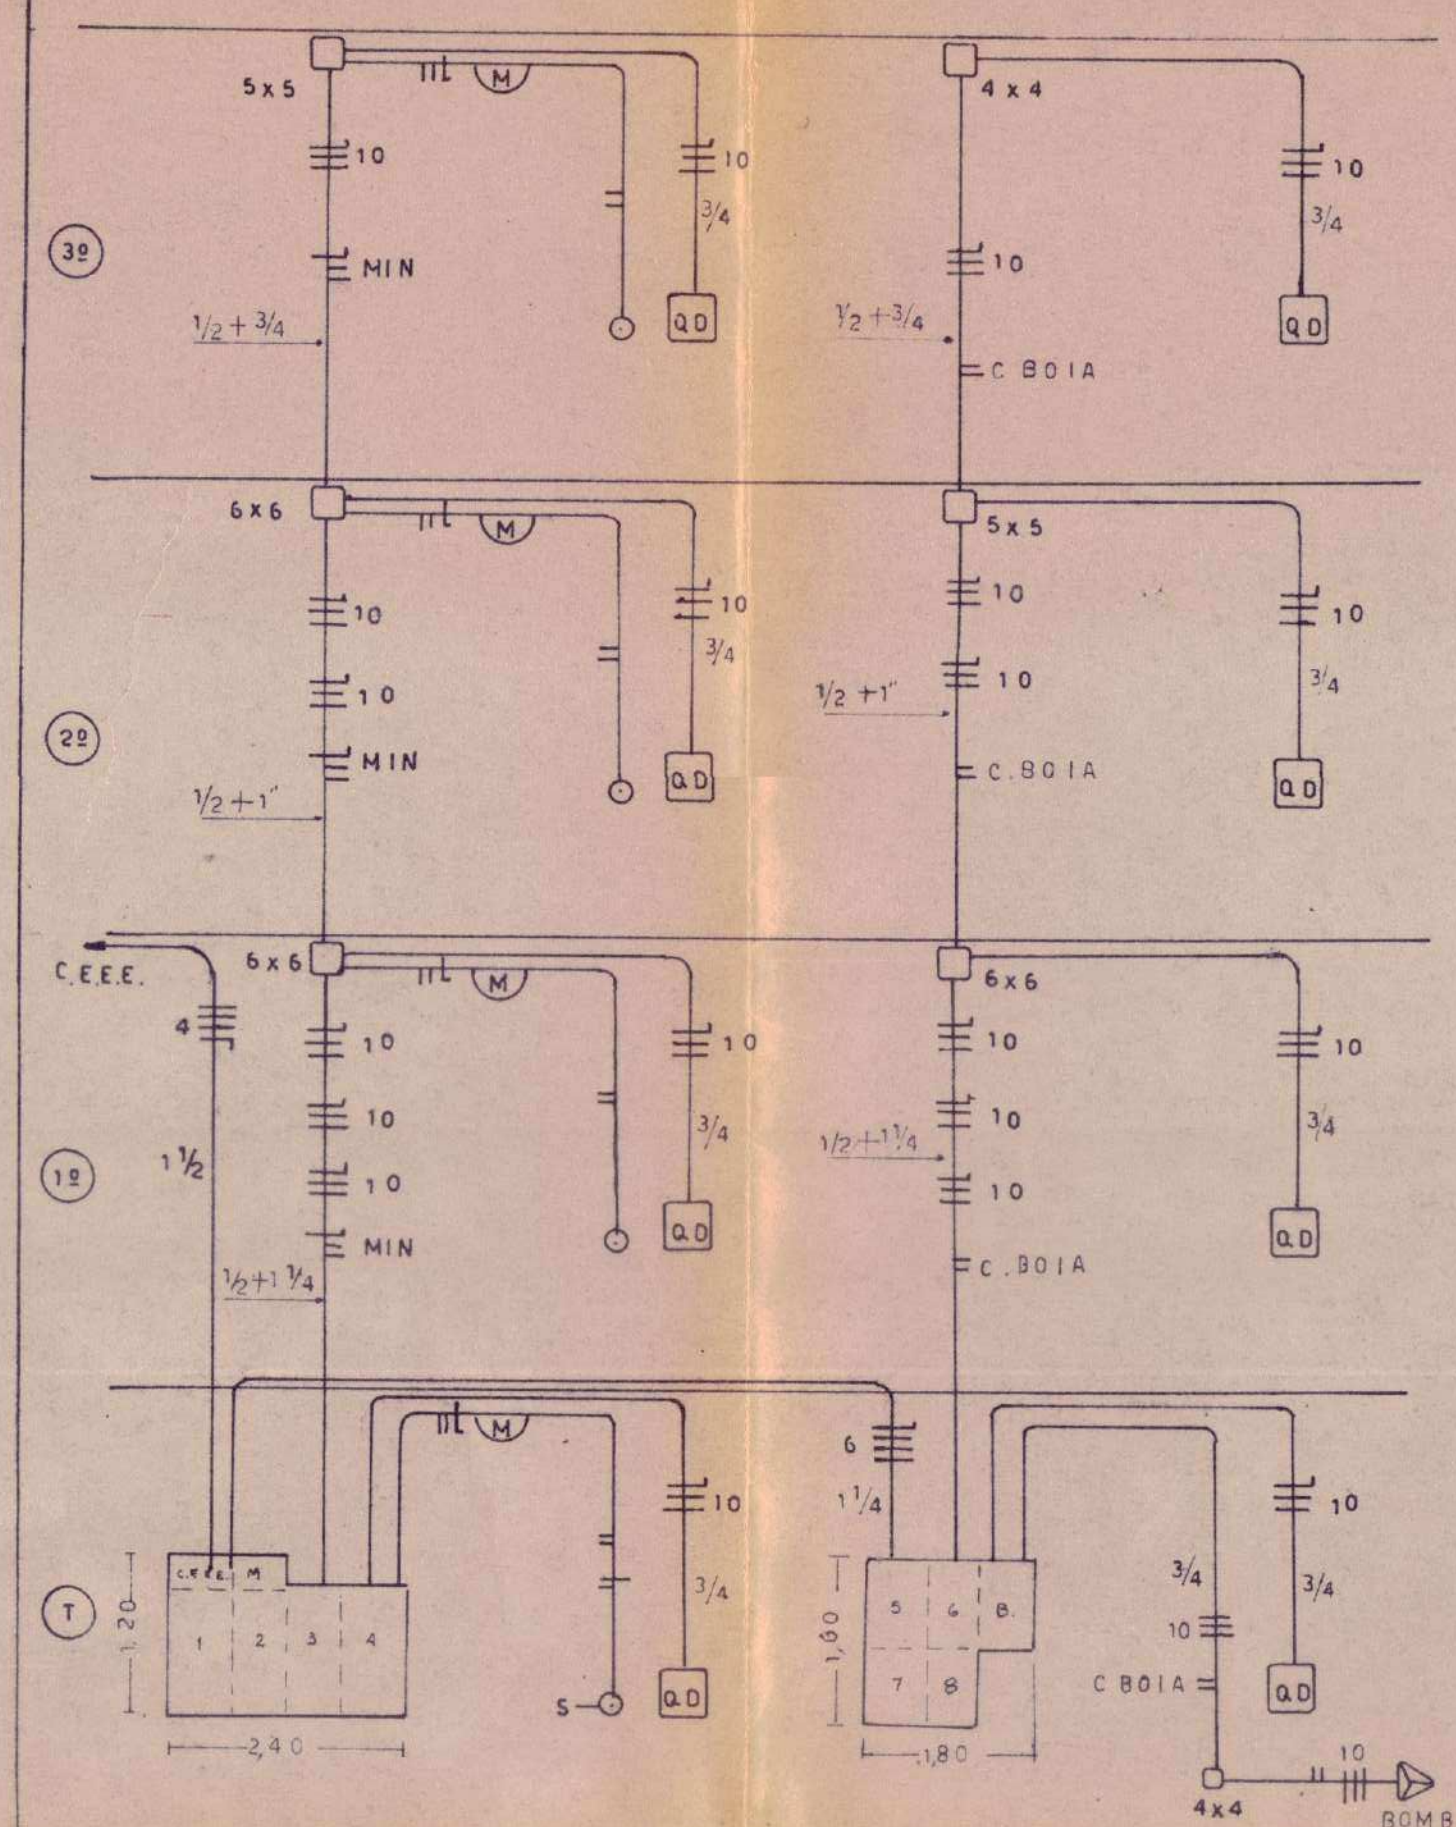 5 x 5
M
4 x 4
10
10
10
3/4
3/4
3º
MIN
10
1/2 + 3/4
QD
1/2 + 3/4
QD
C BOIA
6 x 6
M
5 x 5
10
10
10
10
3/4
10
10
3/4
1/2 + 1"
2º
MIN
C. BOIA
QD
QD
1/2 + 1"
C.E.E.E.
6 x 6
M
6 x 6
4
10
10
10
10
10
10
3/4
3/4
1/2 + 1 1/4
1 1/2
1º
10
10
QD
QD
MIN
C. BOIA
1/2 + 1 1/4
M
6
10
10
1 1/4
C.E.E.E.
M
3/4
3/4
3/4
T
1,20
1
2
3
4
1,60
5
6
B.
10
7
8
C BOIA
S
QD
QD
2,40
1,80
10
4 x 4
BOMB